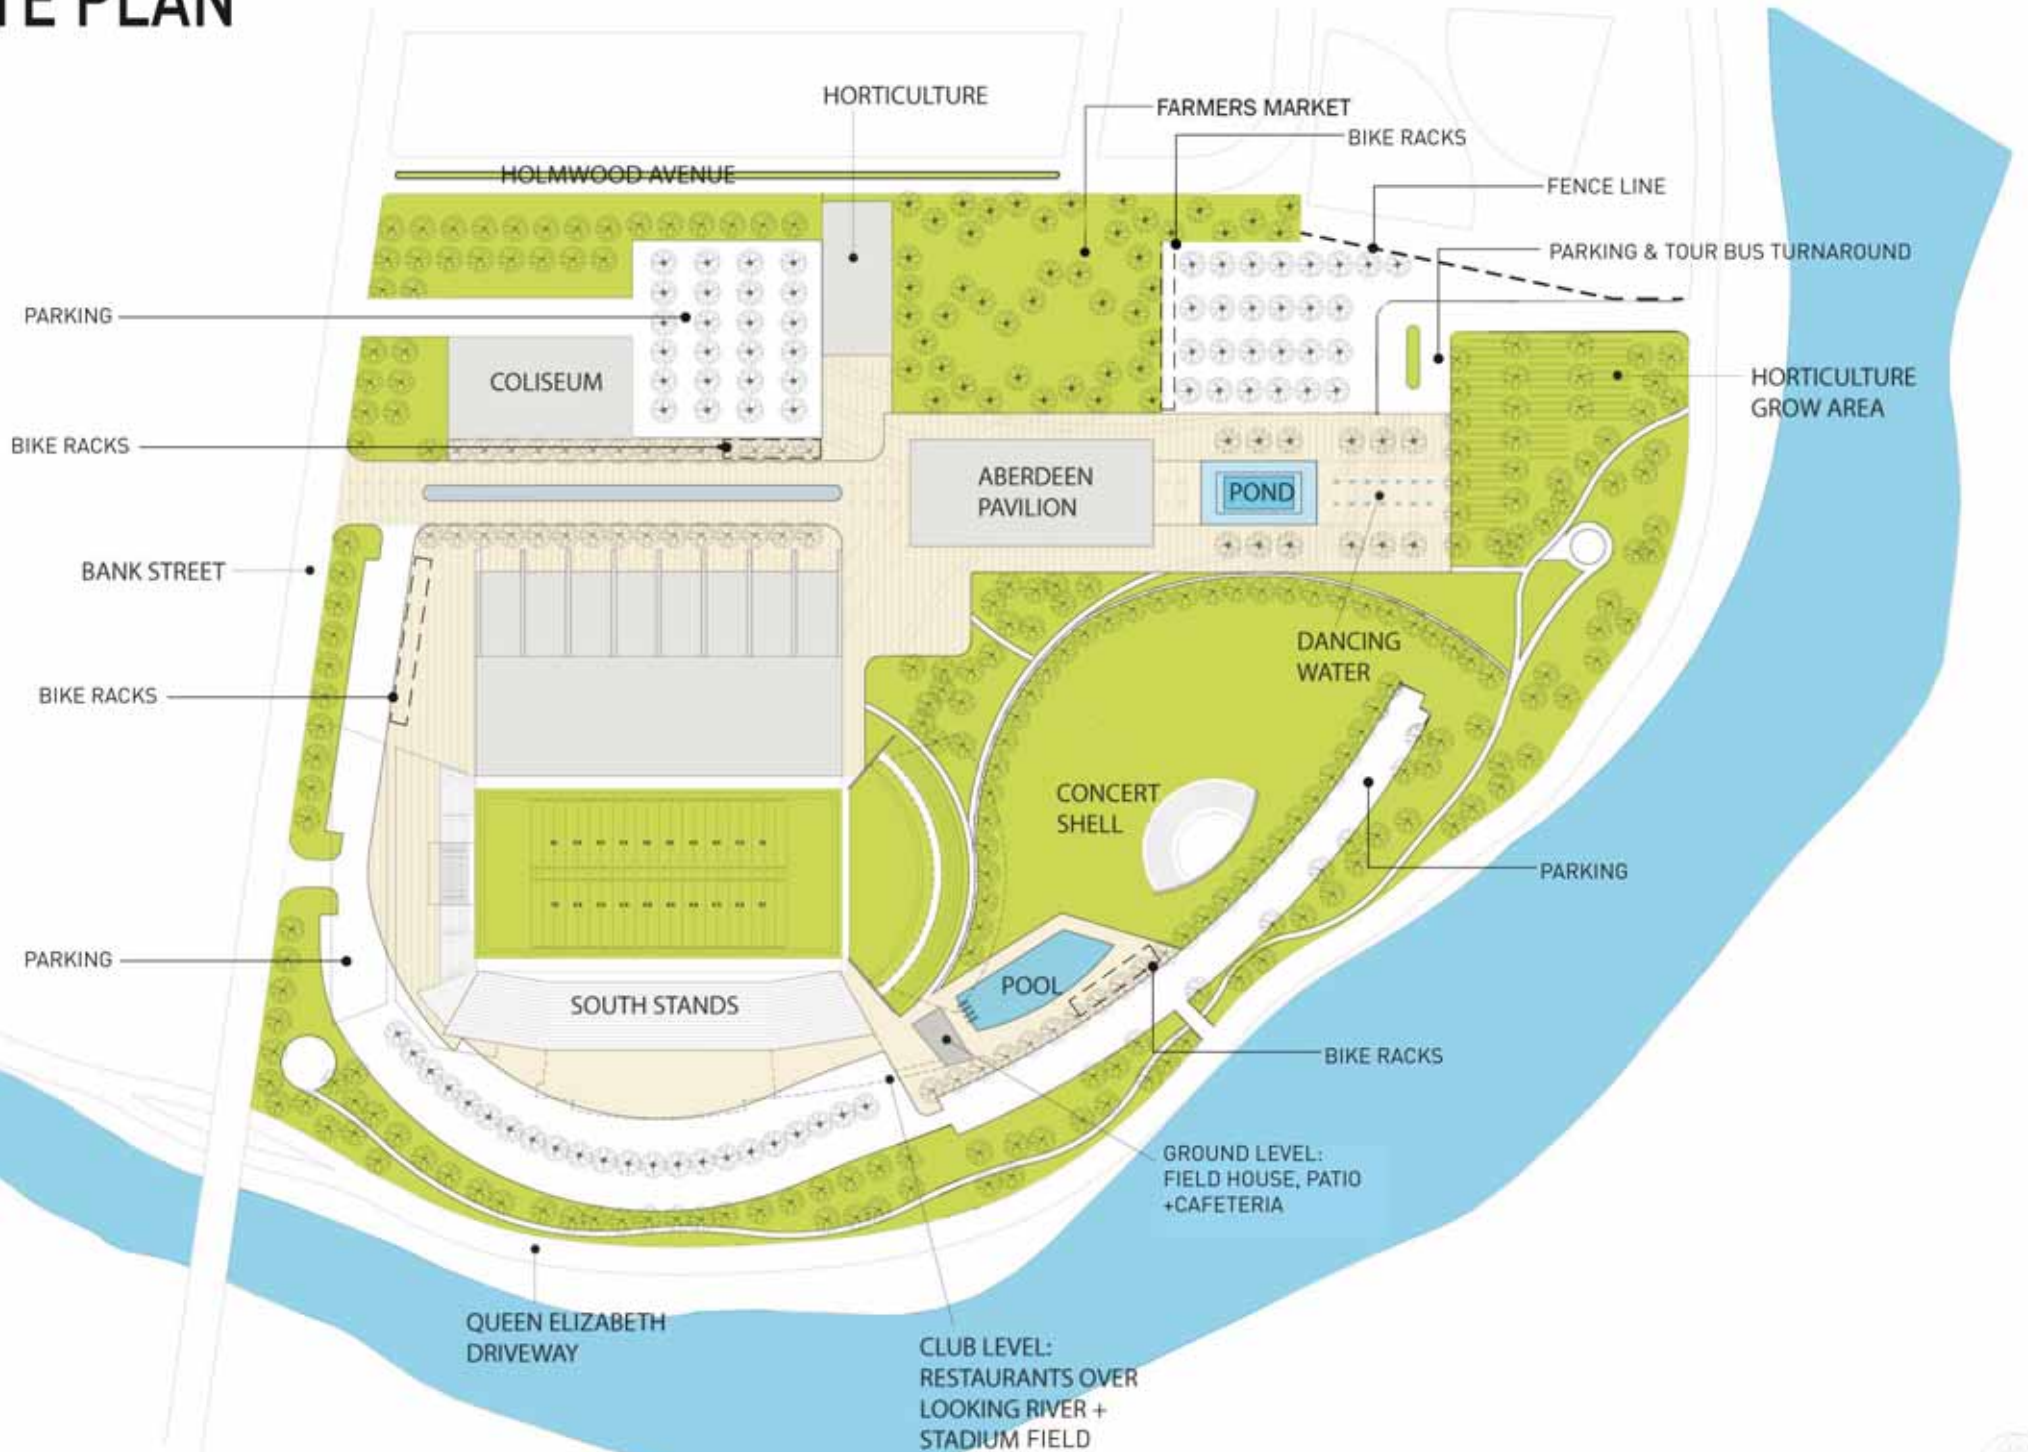 TE PLAN
HORTICULTURE
FARMERS MARKET
BIKE RACKS
HOLMWOOD AVENUE
FENCE LINE
PARKING & TOUR BUS TURNAROUND
PARKING
COLISEUM
HORTICULTURE
GROW AREA
BIKE RACKS
ABERDEEN
PAVILION
POND
BANK STREET
DANCING
WATER
BIKE RACKS
CONCERT
SHELL
PARKING
PARKING
POOL
SOUTH STANDS
BIKE RACKS
GROUND LEVEL:
FIELD HOUSE, PATIO
+CAFETERIA
QUEEN ELIZABETH
DRIVEWAY
CLUB LEVEL:
RESTAURANTS OVER
LOOKING RIVER +
STADIUM FIELD